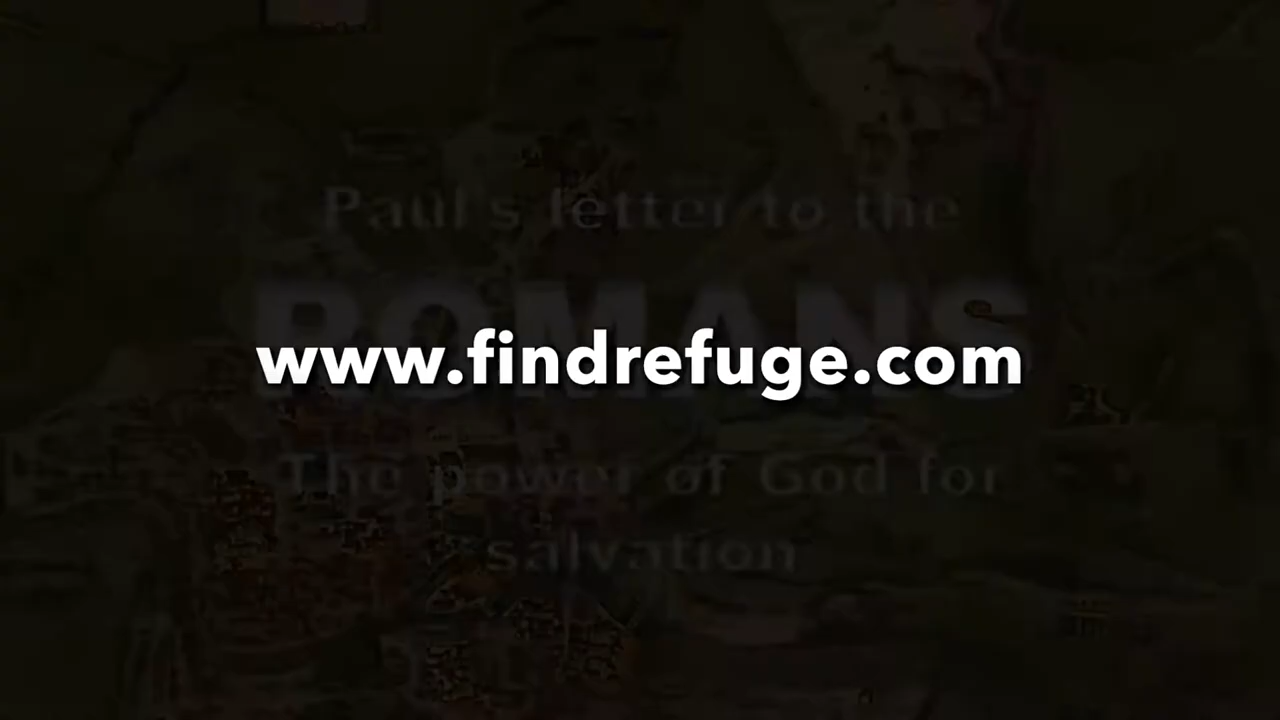 Paul's letter to the
ROMANS
www.findrefuge.com
The power of God for
salvation